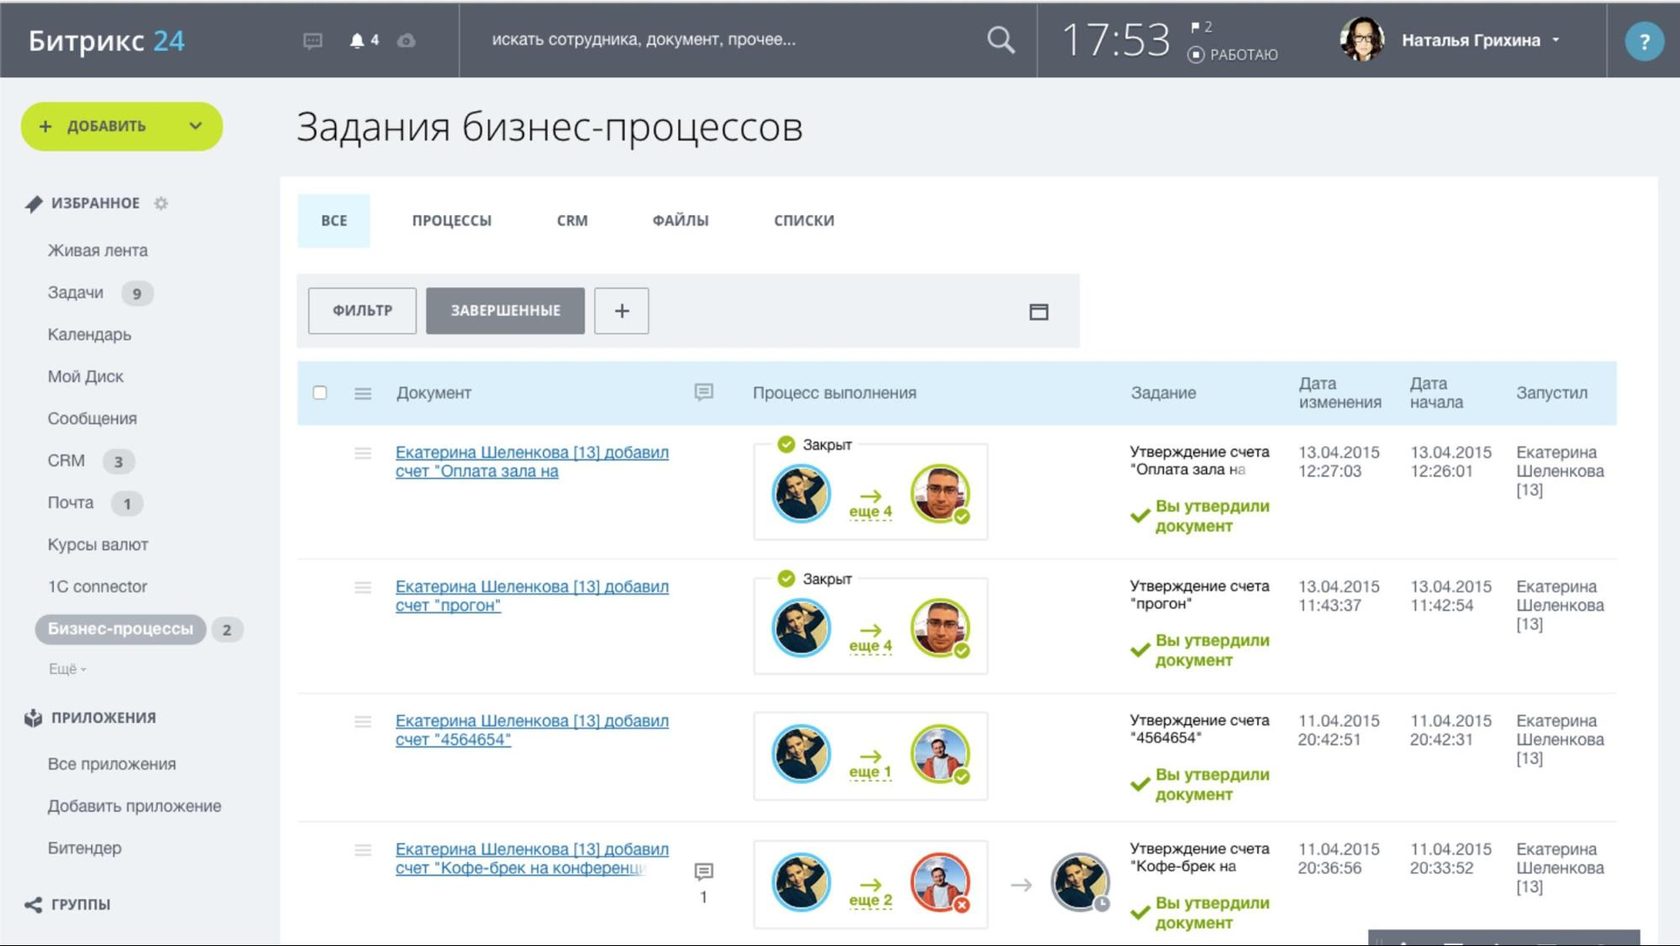 Битрикс 24
4
искать сотрудника, документ, прочее...
17:53
2
РАБОТАЮ
Наталья Грихина
?
+ ДОБАВИТЬ
Задания бизнес-процессов
ИЗБРАННОЕ
Живая лента
Задачи 9
Календарь
Мой Диск
Сообщения
CRM 3
Почта 1
Курсы валют
1С connector
Бизнес-процессы 2
Ещё
ПРИЛОЖЕНИЯ
Все приложения
Добавить приложение
Битендер
ГРУППЫ
ВСЕ ПРОЦЕССЫ CRM ФАЙЛЫ СПИСКИ
ФИЛЬТР ЗАВЕРШЕННЫЕ +
Документ
Процесс выполнения
Задание
Дата
изменения
Дата
начала
Запустил
Екатерина Шеленкова [13] добавил
счет "Оплата зала на
Закрыт
еще 4
Утверждение счета
"Оплата зала на
Вы утвердили
документ
13.04.2015
12:27:03
13.04.2015
12:26:01
Екатерина
Шеленкова
[13]
Екатерина Шеленкова [13] добавил
счет "прогон"
Закрыт
еще 4
Утверждение счета
"прогон"
Вы утвердили
документ
13.04.2015
11:43:37
13.04.2015
11:42:54
Екатерина
Шеленкова
[13]
Екатерина Шеленкова [13] добавил
счет "4564654"
еще 1
Утверждение счета
"4564654"
Вы утвердили
документ
11.04.2015
20:42:51
11.04.2015
20:42:31
Екатерина
Шеленкова
[13]
Екатерина Шеленкова [13] добавил
счет "Кофе-брек на конференци
1
еще 2
Утверждение счета
"Кофе-брек на
Вы утвердили
документ
11.04.2015
20:36:56
11.04.2015
20:33:52
Екатерина
Шеленкова
[13]